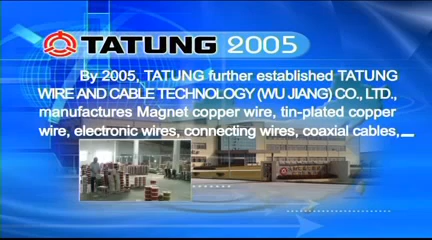 TATUNG 2005
By 2005, TATUNG further established TATUNG
WIRE AND CABLE TECHNOLOGY (WU JIANG) CO., LTD.,
manufactures Magnet copper wire, tin-plated copper
wire, electronic wires, connecting wires, coaxial cables,